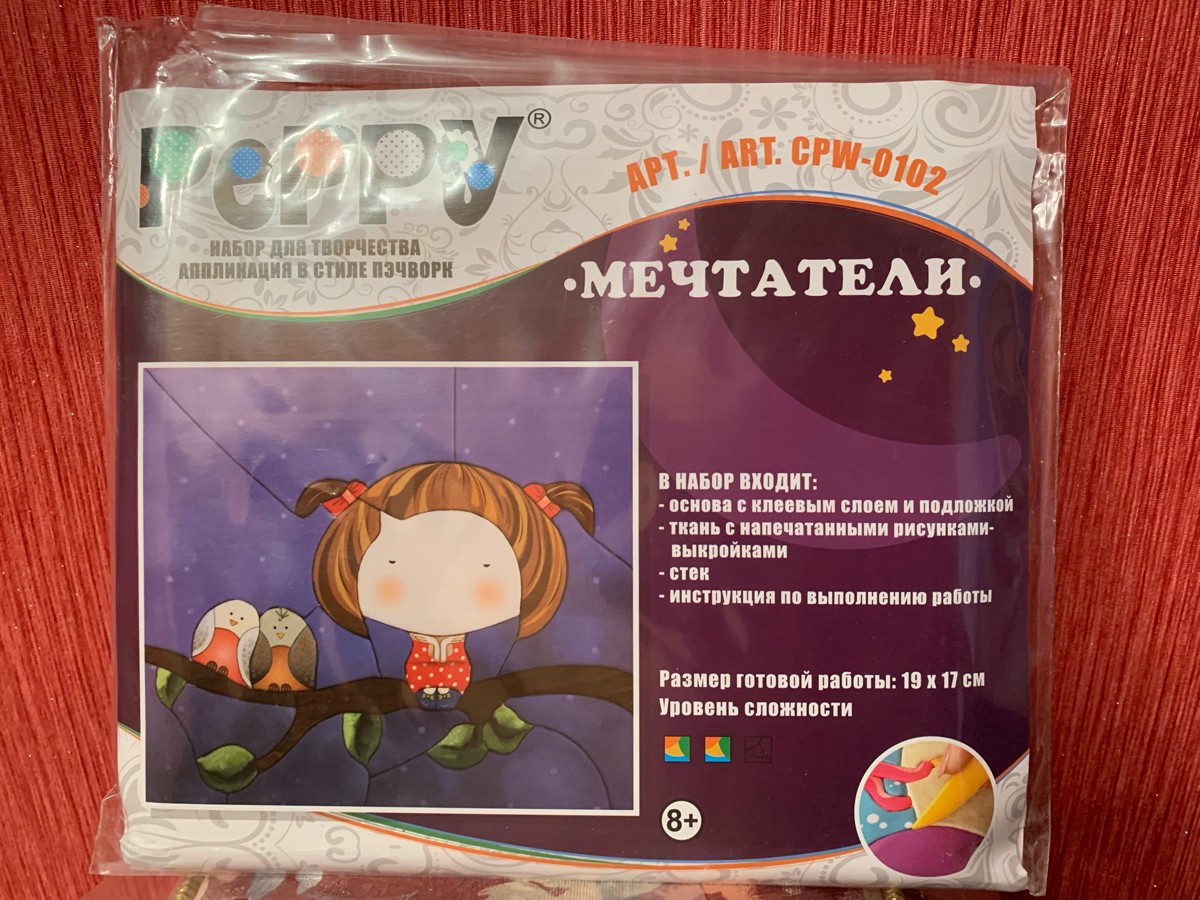 PePPY®
АРТ. / ART. CPW-0102
НАБОР ДЛЯ ТВОРЧЕСТВА
АППЛИКАЦИЯ В СТИЛЕ ПЭЧВОРК
·МЕЧТАТЕЛИ·
В НАБОР ВХОДИТ:
- основа с клеевым слоем и подложкой
- ткань с напечатанными рисунками-
выкройками
- стек
- инструкция по выполнению работы
Размер готовой работы: 19 х 17 см
Уровень сложности
8+